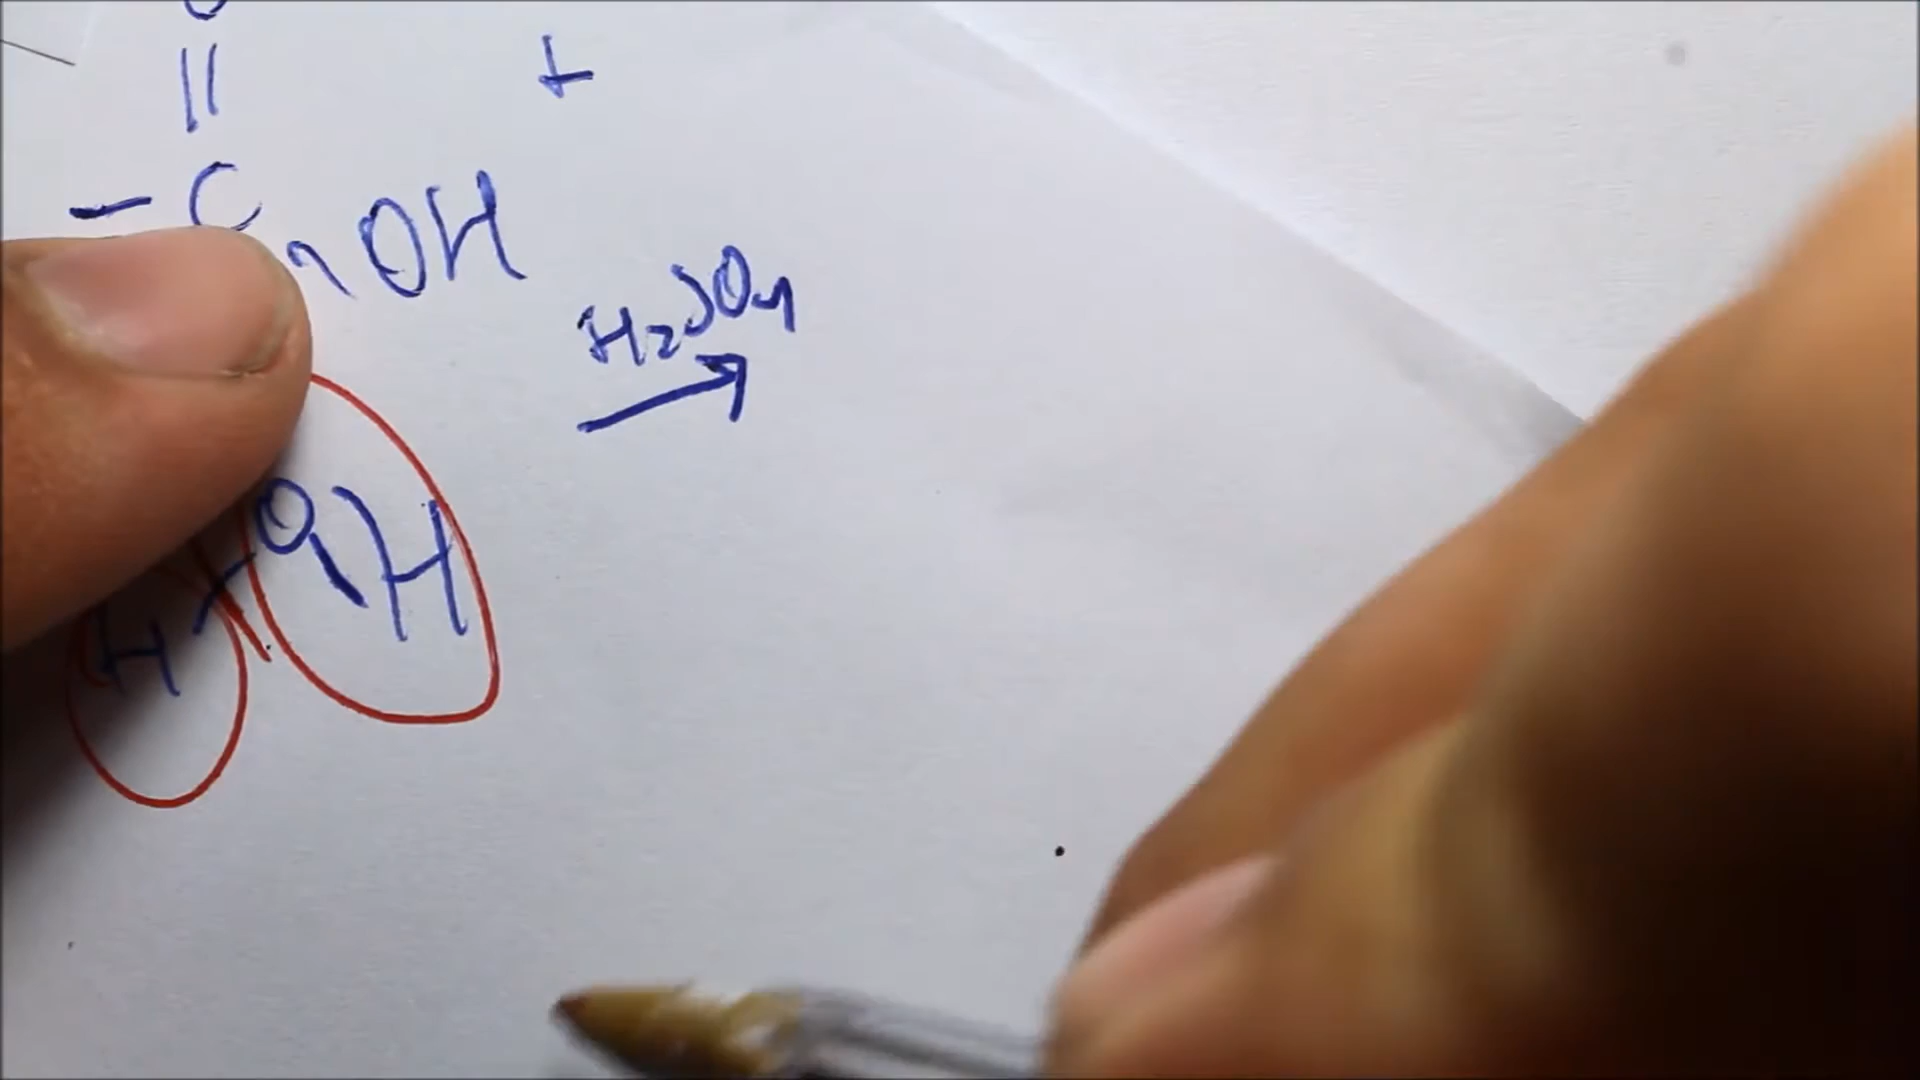 O
||
+
– C
OH
H₂SO₄
→
OH
H